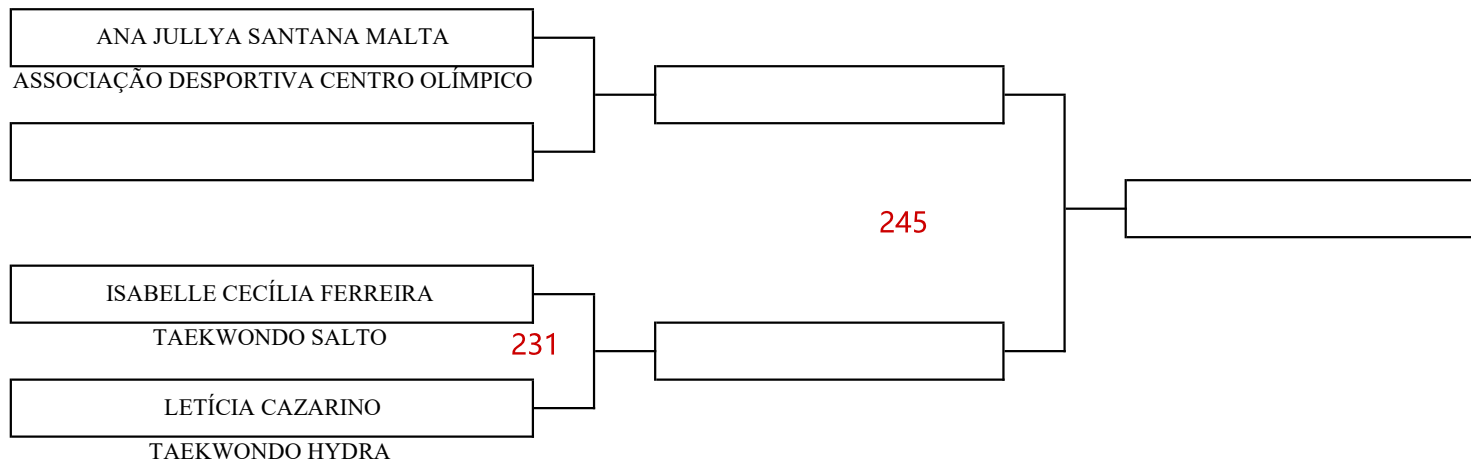 ANA JULLYA SANTANA MALTA
ASSOCIAÇÃO DESPORTIVA CENTRO OLÍMPICO
245
ISABELLE CECÍLIA FERREIRA
TAEKWONDO SALTO
231
LETÍCIA CAZARINO
TAEKWONDO HYDRA